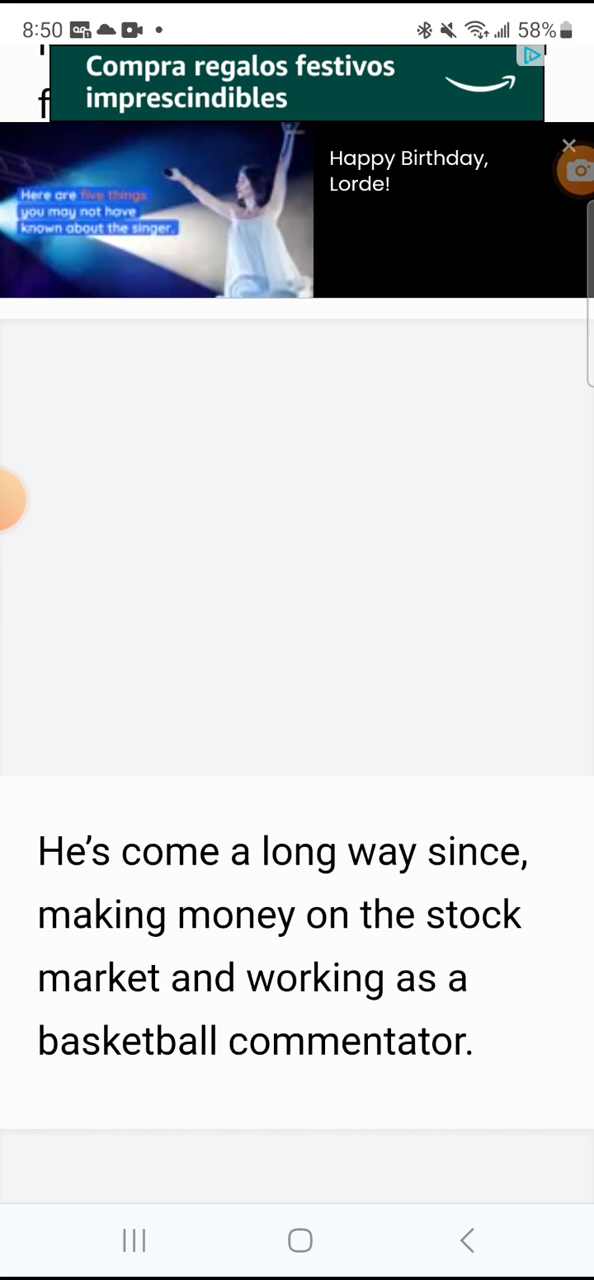 8:50
58%
Compra regalos festivos
imprescindibles
f
Here are five things
you may not have
known about the singer.
Happy Birthday,
Lorde!
He’s come a long way since,
making money on the stock
market and working as a
basketball commentator.